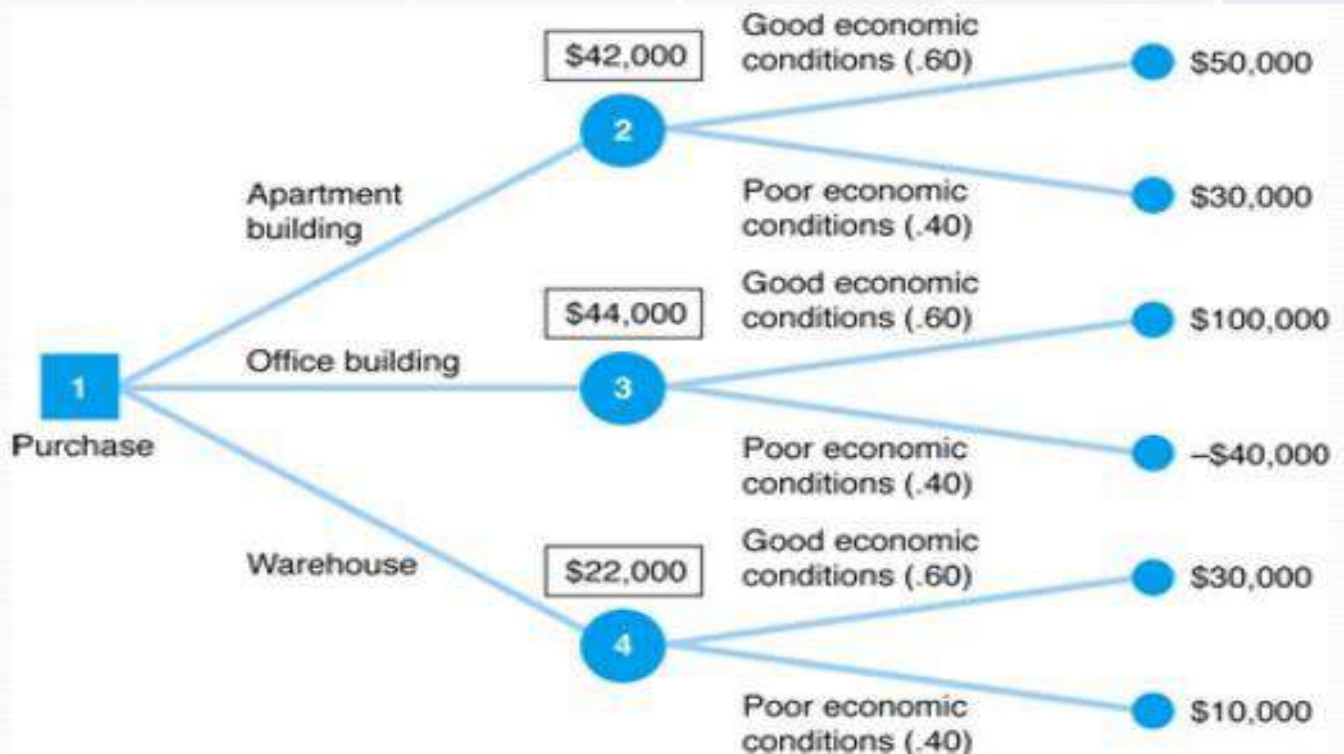 Good economic
conditions (.60)
$42,000
$50,000
2
Apartment
building
Poor economic
conditions (.40)
$30,000
Good economic
conditions (.60)
$44,000
$100,000
Office building
1
3
Purchase
Poor economic
conditions (.40)
–$40,000
Good economic
conditions (.60)
Warehouse
$22,000
$30,000
4
Poor economic
conditions (.40)
$10,000